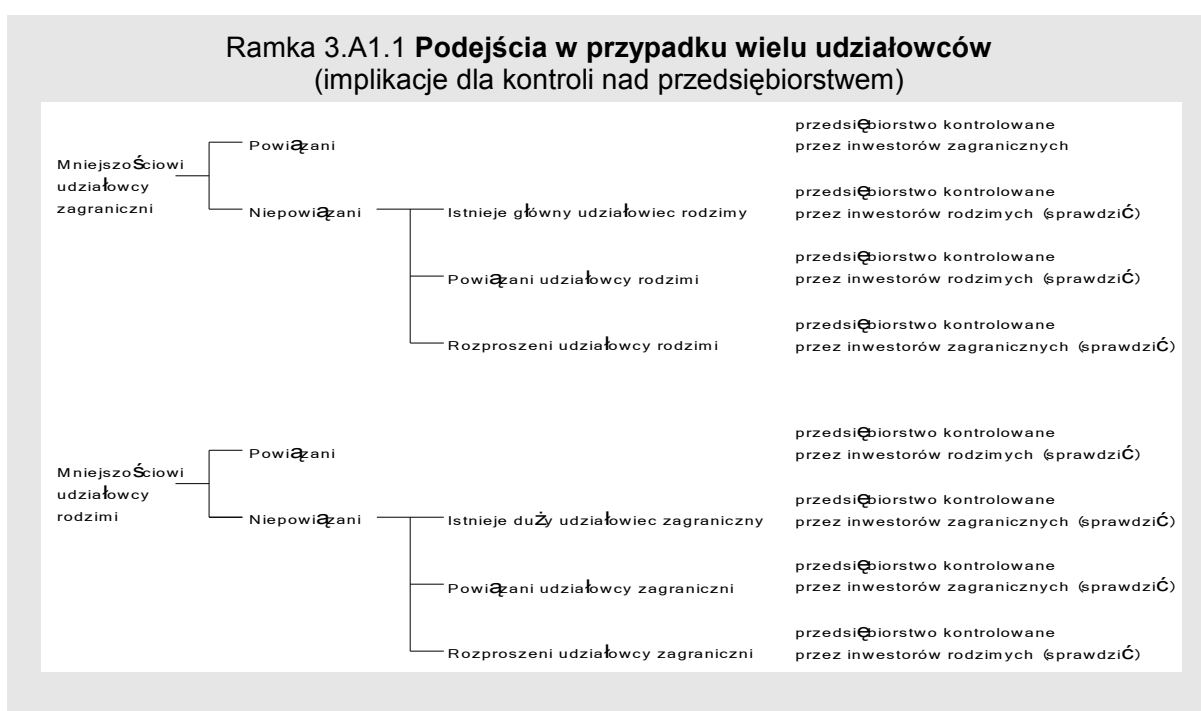 Ramka 3.A1.1 Podejścia w przypadku wielu udziałowców
(implikacje dla kontroli nad przedsiębiorstwem)
Mniejszościowi
udziałowcy
zagraniczni
Powiązani
przedsiębiorstwo kontrolowane
przez inwestorów zagranicznych
Niepowiązani
Istnieje główny udziałowiec rodzimy
przedsiębiorstwo kontrolowane
przez inwestorów rodzimych (sprawdzić)
Powiązani udziałowcy rodzimi
przedsiębiorstwo kontrolowane
przez inwestorów rodzimych (sprawdzić)
Rozproszeni udziałowcy rodzimi
przedsiębiorstwo kontrolowane
przez inwestorów zagranicznych (sprawdzić)
Mniejszościowi
udziałowcy
rodzimi
Powiązani
przedsiębiorstwo kontrolowane
przez inwestorów rodzimych (sprawdzić)
Niepowiązani
Istnieje duży udziałowiec zagraniczny
przedsiębiorstwo kontrolowane
przez inwestorów zagranicznych (sprawdzić)
Powiązani udziałowcy zagraniczni
przedsiębiorstwo kontrolowane
przez inwestorów zagranicznych (sprawdzić)
Rozproszeni udziałowcy zagraniczni
przedsiębiorstwo kontrolowane
przez inwestorów rodzimych (sprawdzić)